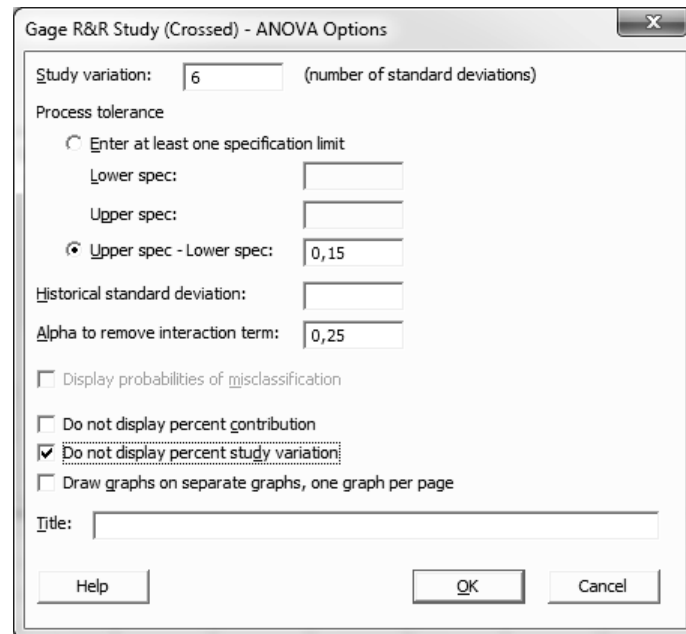 Gage R&R Study (Crossed) - ANOVA Options
Study variation: 6 (number of standard deviations)
Process tolerance
Enter at least one specification limit
Lower spec:
Upper spec:
Upper spec - Lower spec: 0,15
Historical standard deviation:
Alpha to remove interaction term: 0,25
Display probabilities of misclassification
Do not display percent contribution
Do not display percent study variation
Draw graphs on separate graphs, one graph per page
Title:
Help OK Cancel